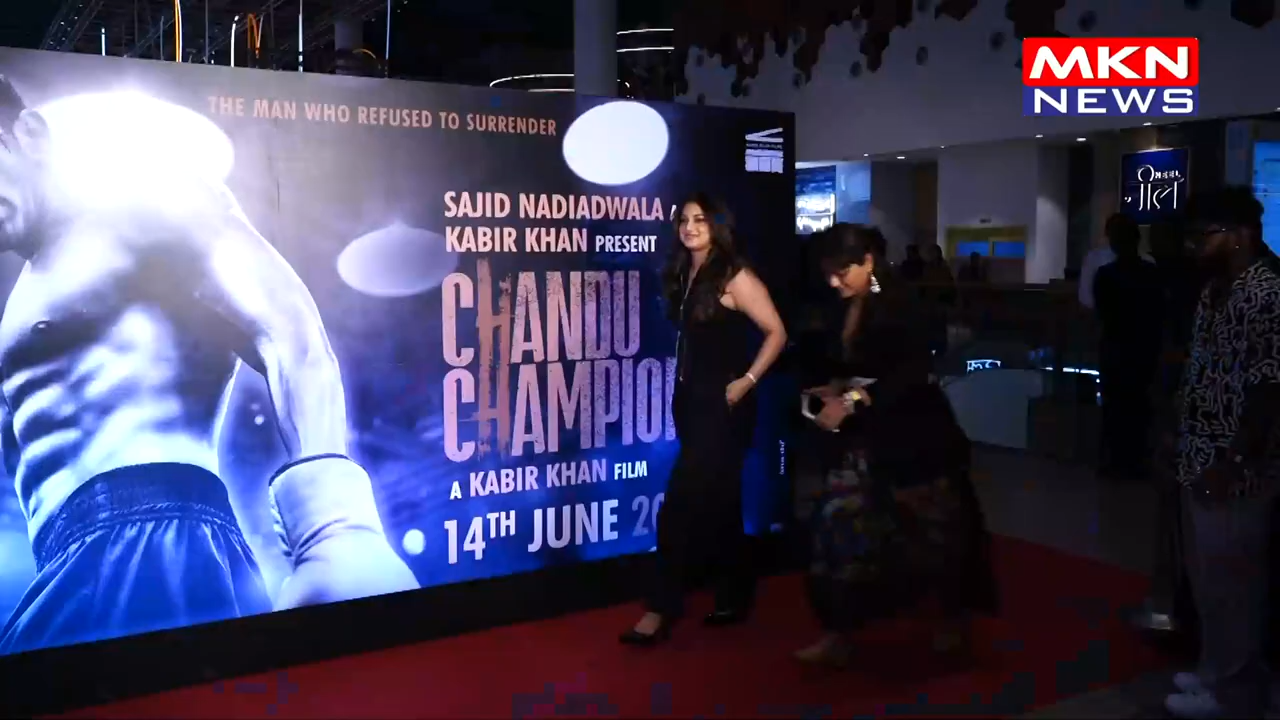 MKN
NEWS
THE MAN WHO REFUSED TO SURRENDER
SAJID NADIADWALA
KABIR KHAN PRESENT
CHANDU
CHAMPION
A KABIR KHAN FILM
14TH JUNE 20